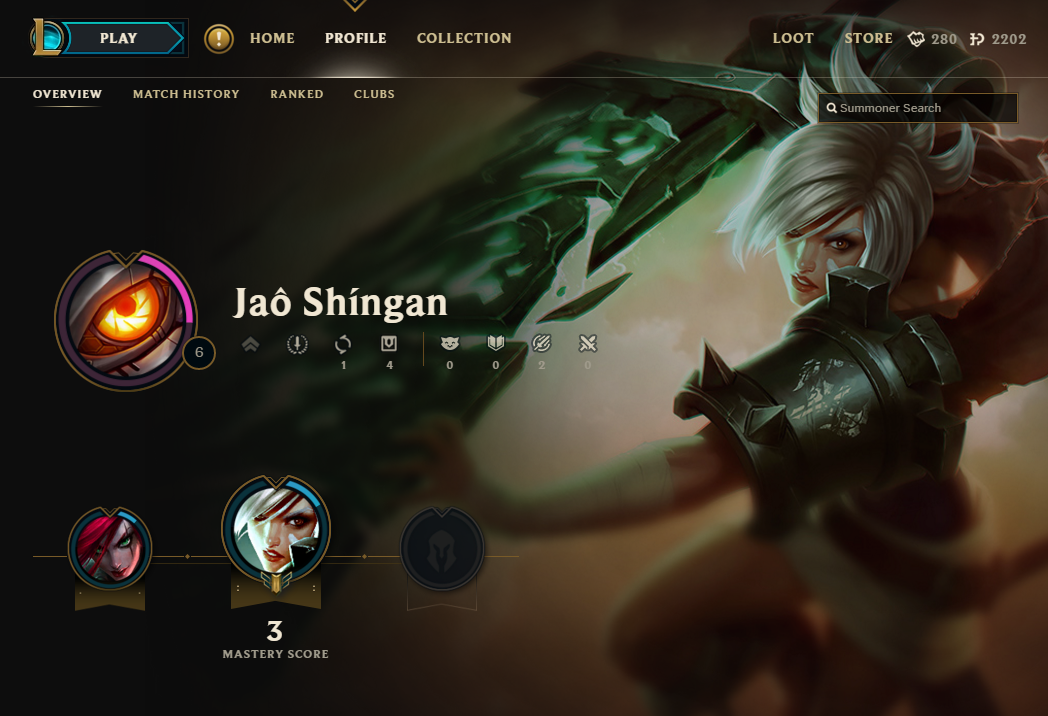 PLAY
HOME
PROFILE
COLLECTION
LOOT
STORE
280
2202
OVERVIEW
MATCH HISTORY
RANKED
CLUBS
Summoner Search
Jaô Shíngan
6
1
4
0
0
2
0
3
MASTERY SCORE